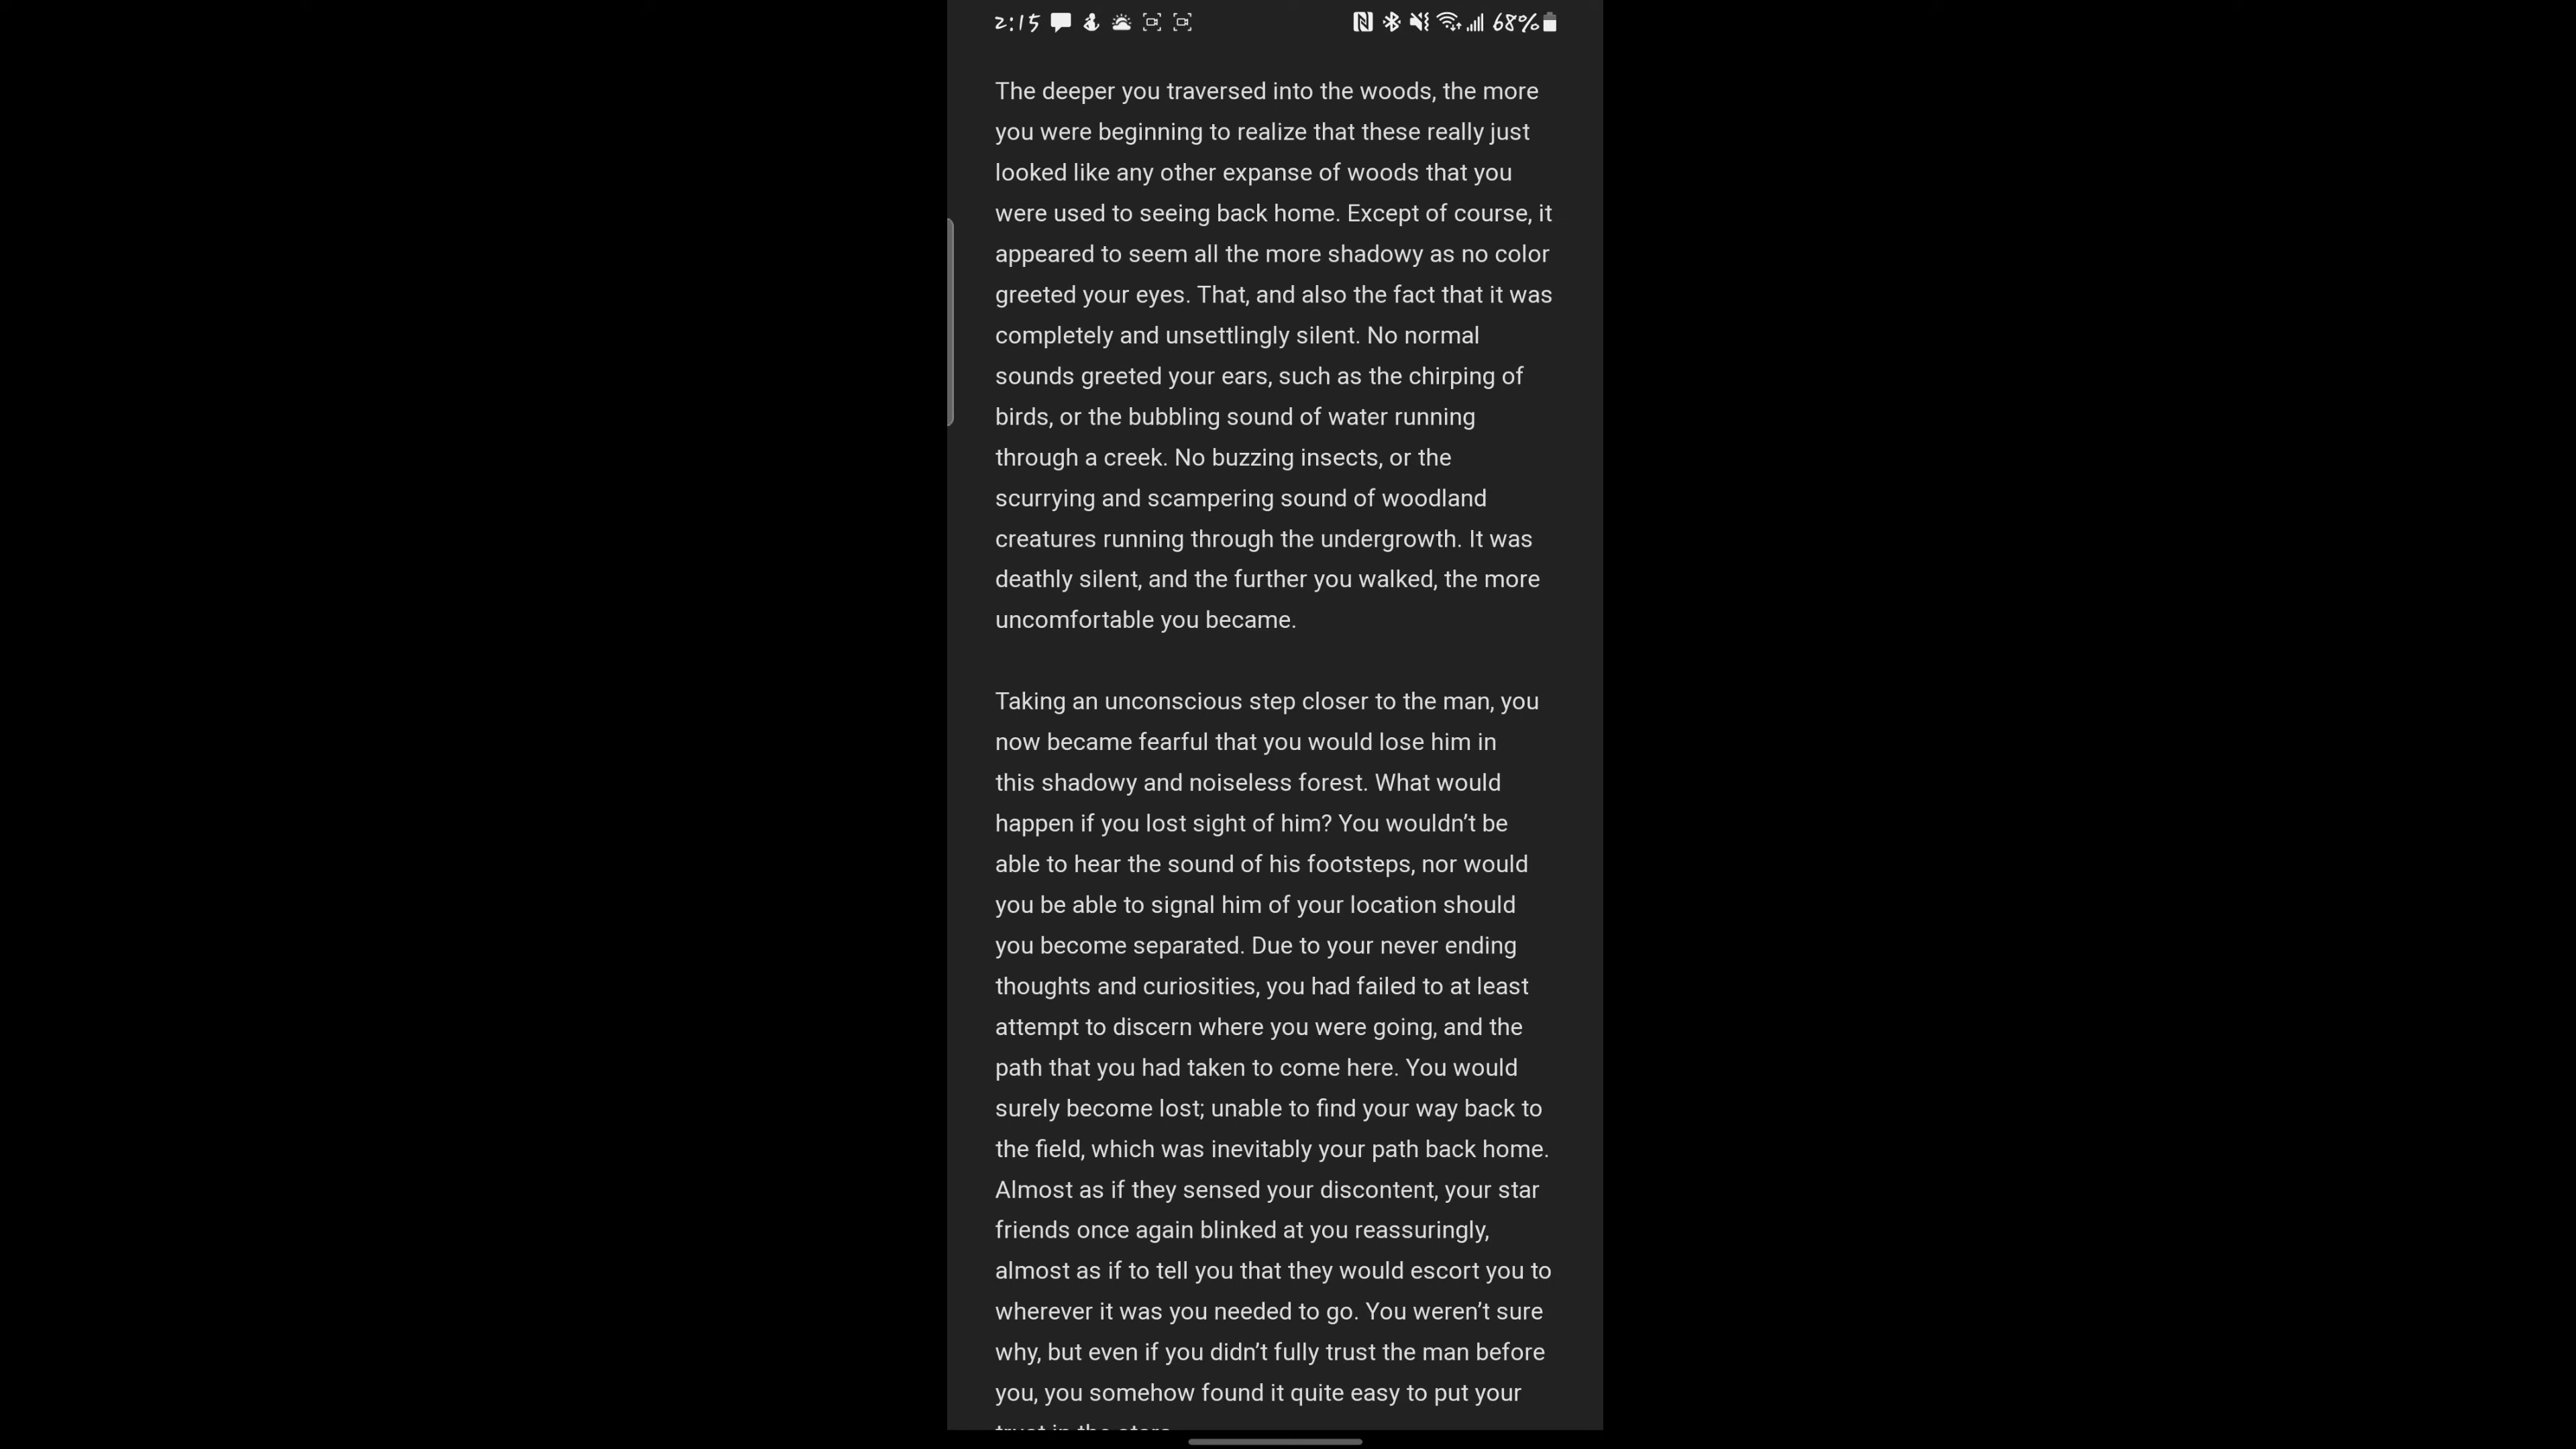 2:15 68%
The deeper you traversed into the woods, the more
you were beginning to realize that these really just
looked like any other expanse of woods that you
were used to seeing back home. Except of course, it
appeared to seem all the more shadowy as no color
greeted your eyes. That, and also the fact that it was
completely and unsettlingly silent. No normal
sounds greeted your ears, such as the chirping of
birds, or the bubbling sound of water running
through a creek. No buzzing insects, or the
scurrying and scampering sound of woodland
creatures running through the undergrowth. It was
deathly silent, and the further you walked, the more
uncomfortable you became.
Taking an unconscious step closer to the man, you
now became fearful that you would lose him in
this shadowy and noiseless forest. What would
happen if you lost sight of him? You wouldn’t be
able to hear the sound of his footsteps, nor would
you be able to signal him of your location should
you become separated. Due to your never ending
thoughts and curiosities, you had failed to at least
attempt to discern where you were going, and the
path that you had taken to come here. You would
surely become lost; unable to find your way back to
the field, which was inevitably your path back home.
Almost as if they sensed your discontent, your star
friends once again blinked at you reassuringly,
almost as if to tell you that they would escort you to
wherever it was you needed to go. You weren’t sure
why, but even if you didn’t fully trust the man before
you, you somehow found it quite easy to put your